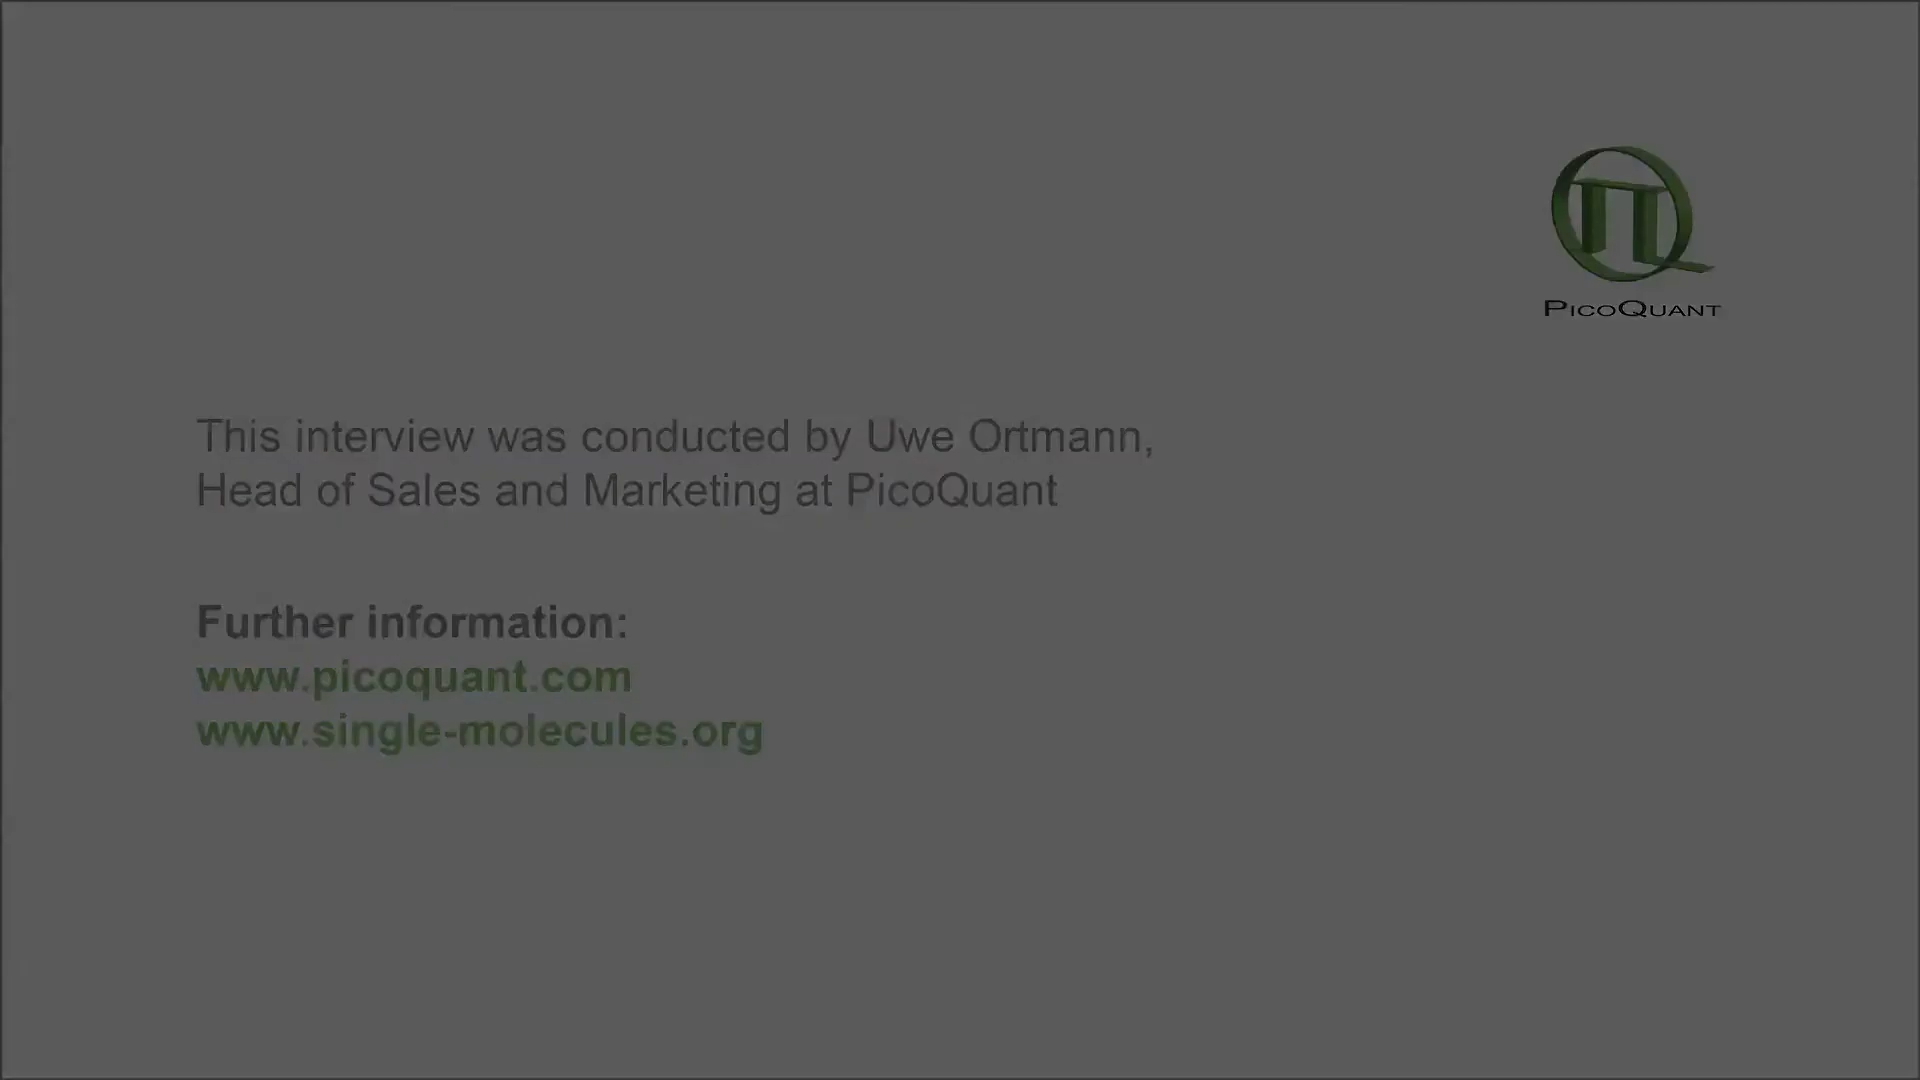 PICOQUANT
This interview was conducted by Uwe Ortmann,
Head of Sales and Marketing at PicoQuant
Further information:
www.picoquant.com
www.single-molecules.org